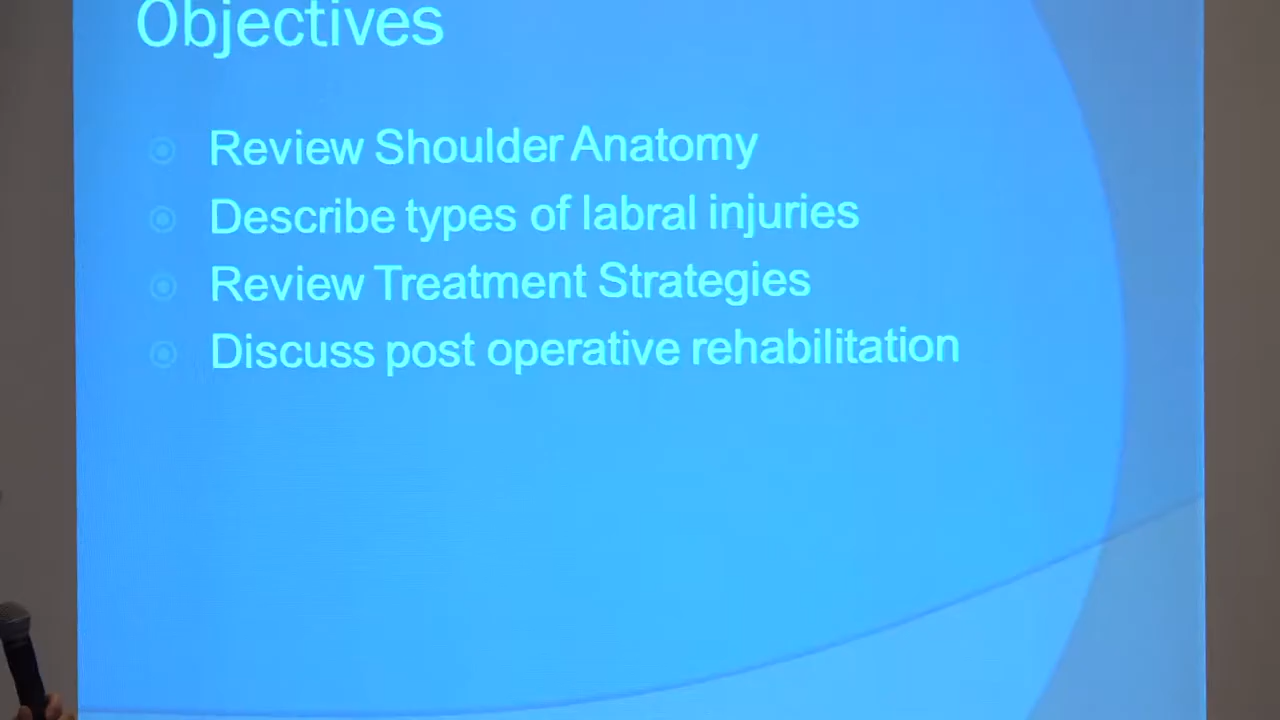 Objectives
Review Shoulder Anatomy
Describe types of labral injuries
Review Treatment Strategies
Discuss post operative rehabilitation